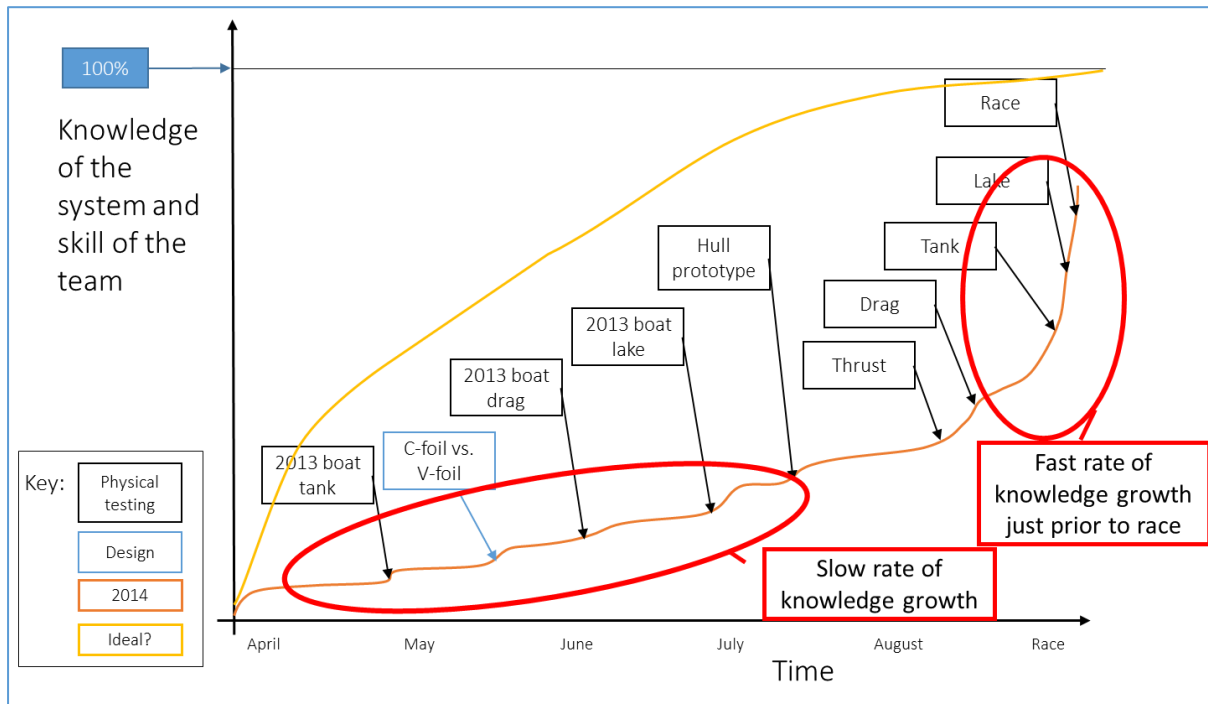 100%
Knowledge
of the
system and
skill of the
team
Race
Lake
Tank
Hull
prototype
Drag
2013 boat
lake
Thrust
2013 boat
drag
C-foil vs.
V-foil
2013 boat
tank
Key:
Physical
testing
Design
2014
Ideal?
Fast rate of
knowledge growth
just prior to race
Slow rate of
knowledge growth
April
May
June
July
August
Race
Time